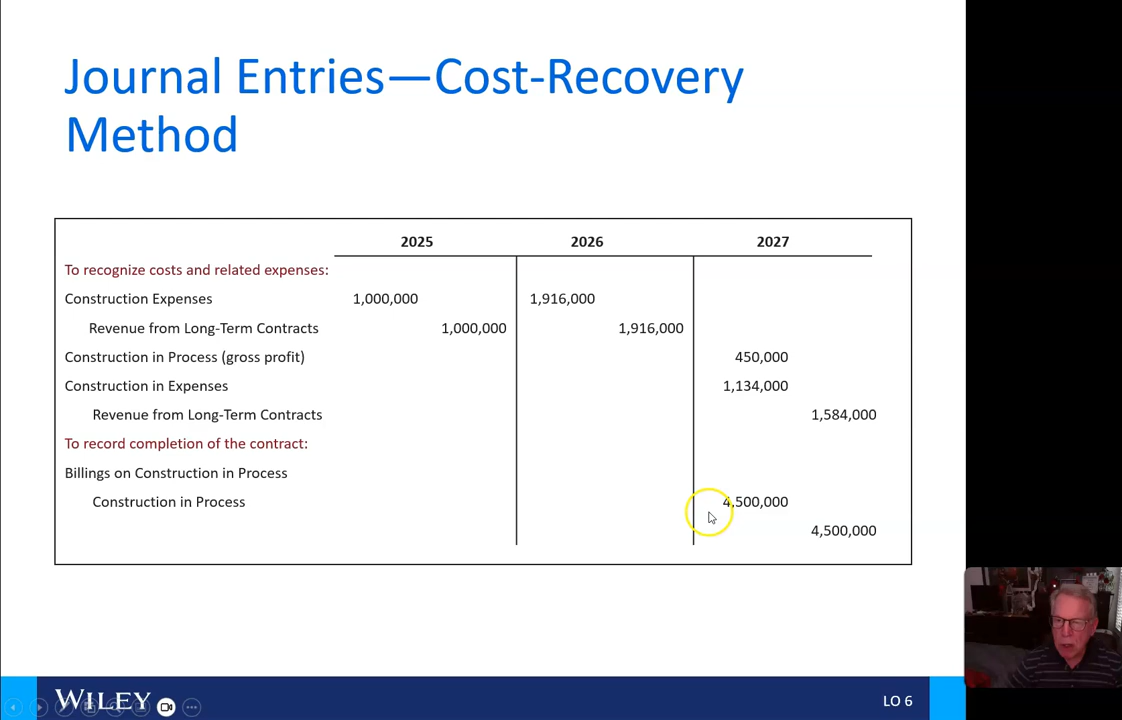 Journal Entries—Cost-Recovery
Method
2025 2026 2027
To recognize costs and related expenses:
Construction Expenses 1,000,000 1,916,000
Revenue from Long-Term Contracts 1,000,000 1,916,000
Construction in Process (gross profit) 450,000
Construction in Expenses 1,134,000
Revenue from Long-Term Contracts 1,584,000
To record completion of the contract:
Billings on Construction in Process
Construction in Process 4,500,000
4,500,000
WILEY
LO 6